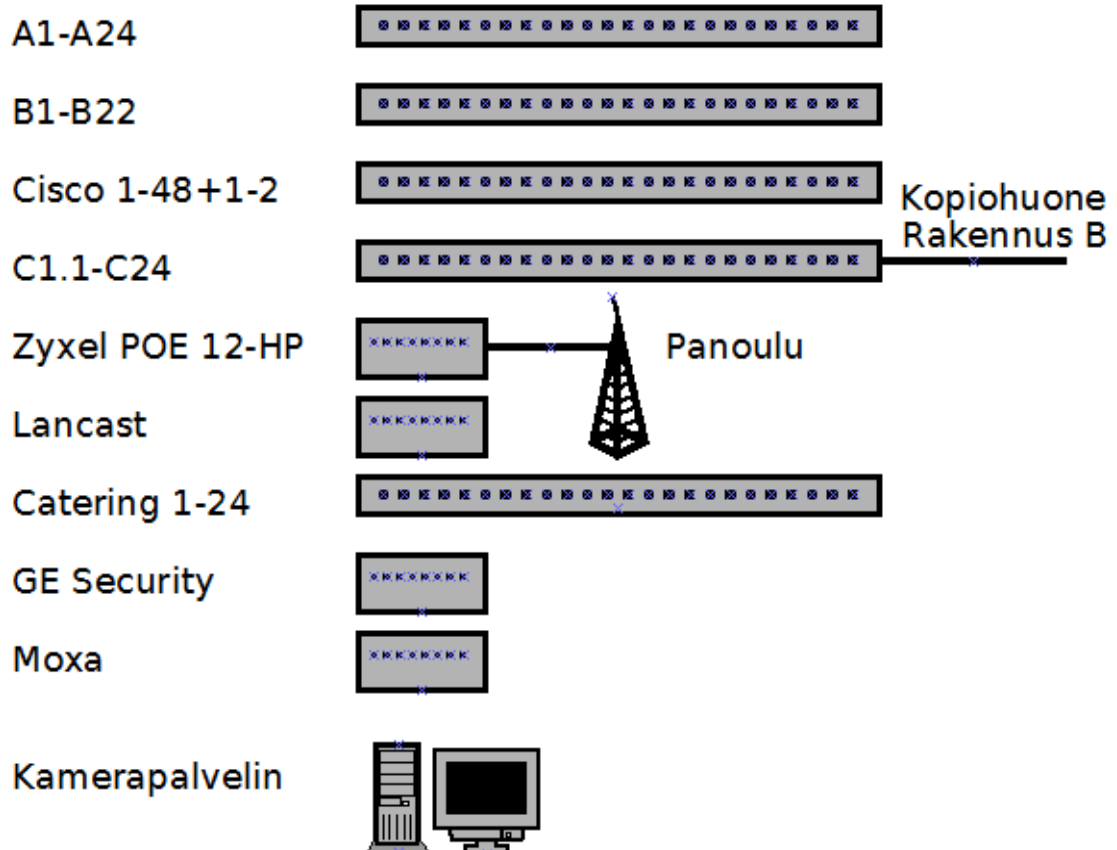 A1-A24
B1-B22
Cisco 1-48+1-2
Kopiohuone
Rakennus B
C1.1-C24
Zyxel POE 12-HP
Panoulu
Lancast
Catering 1-24
GE Security
Moxa
Kamerapalvelin